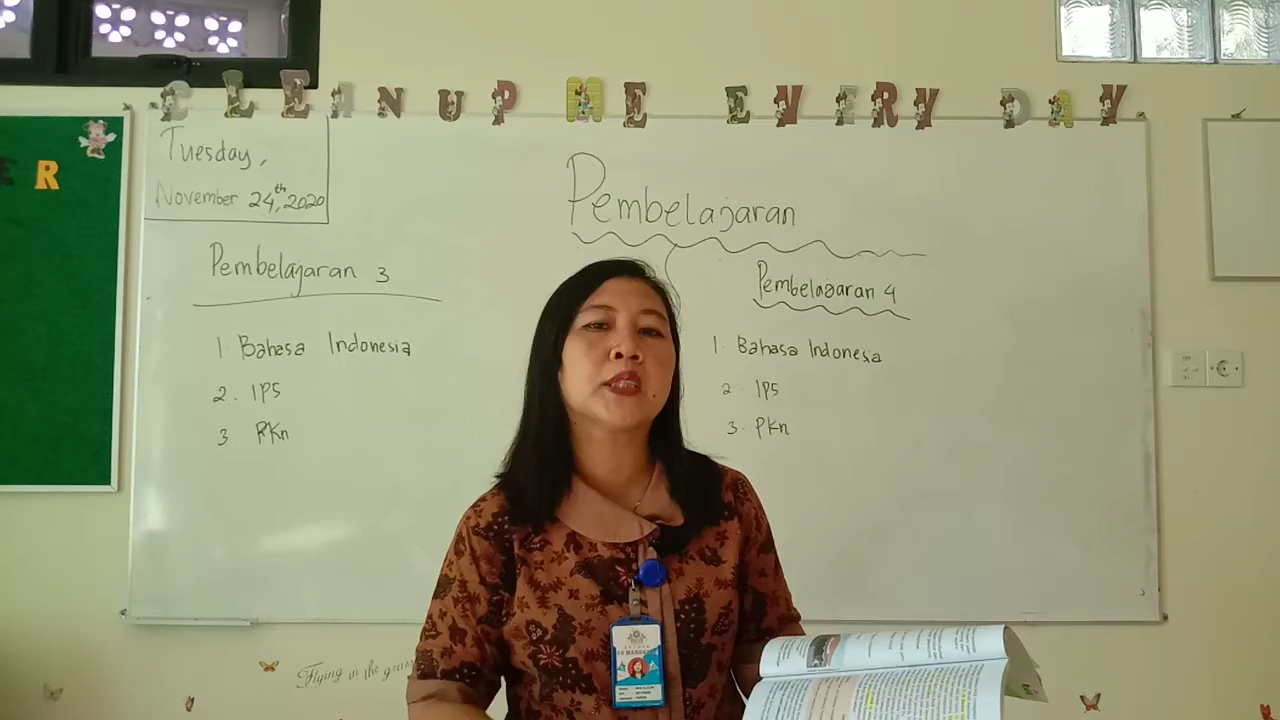 CLEAN UP ME EVERY DAY
R
Tuesday,
November 24th, 2020
Pembelajaran
Pembelajaran 3
1 Bahasa Indonesia
2. IPS
3. PKn
Pembelajaran 4
1. Bahasa Indonesia
2. IPS
3. PKn
Flying in the grass